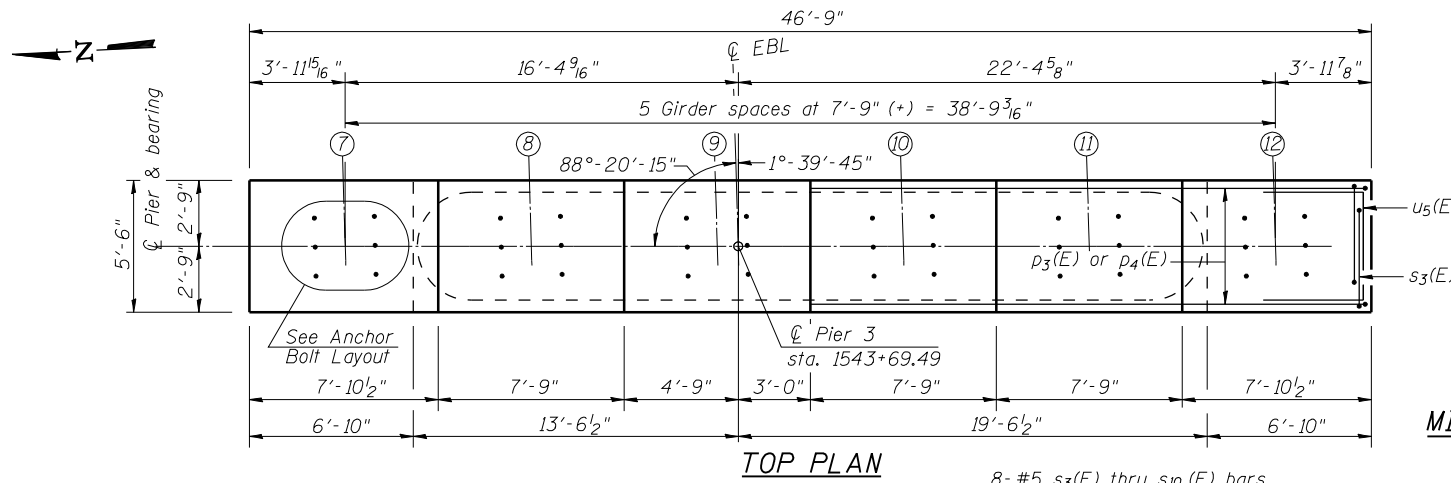 46'-9"
Z
℄ EBL
3'-11 15/16"
16'-4 9/16"
22'-4 5/8"
3'-11 7/8"
5 Girder spaces at 7'-9" (+) = 38'-9 3/16"
℄ Pier & bearing
7
8
9
10
11
12
88°-20'-15"
1°-39'-45"
5'-6"
2'-9"
2'-9"
u5(E
p3(E) or p4(E)
s3(E)
See Anchor
Bolt Layout
℄ Pier 3
sta. 1543+69.49
7'-10 1/2"
7'-9"
4'-9"
3'-0"
7'-9"
7'-9"
7'-10 1/2"
6'-10"
13'-6 1/2"
19'-6 1/2"
6'-10"
TOP PLAN
8-#5 s3(E) thru s10(E) bars